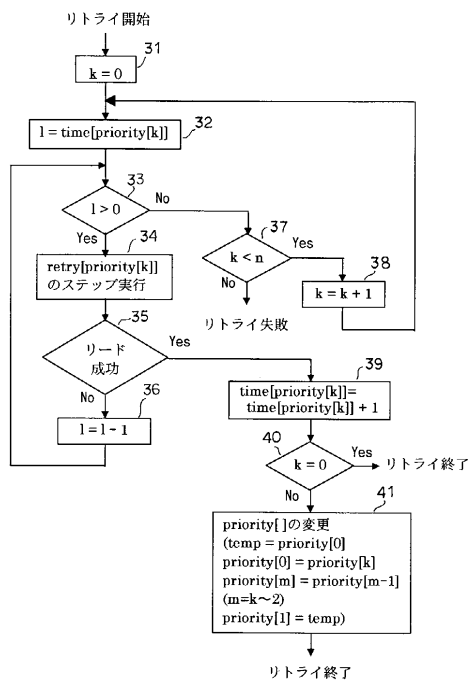 リトライ開始
31
k = 0
32
l = time[priority[k]]
33
l > 0
No
Yes
34
retry[priority[k]]
のステップ実行
35
リード
成功
Yes
No
36
l = l - 1
37
k < n
Yes
No
38
k = k + 1
リトライ失敗
39
time[priority[k]]=
time[priority[k]] + 1
40
k = 0
Yes
リトライ終了
No
41
priority[ ]の変更
(temp = priority[0]
priority[0] = priority[k]
priority[m] = priority[m-1]
(m=k～2)
priority[1] = temp)
リトライ終了